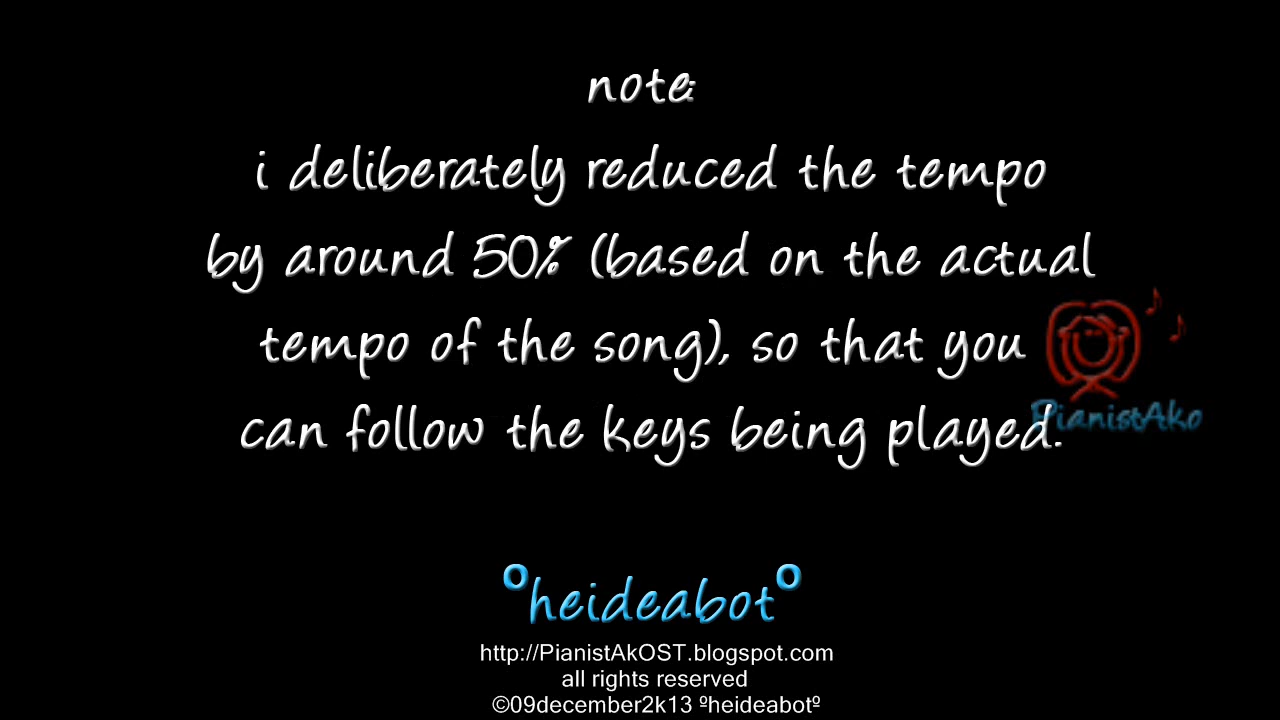 note:
i deliberately reduced the tempo
by around 50% (based on the actual
tempo of the song), so that you
can follow the keys being played.
PianistAko
ºheideabotº
http://PianistAkOST.blogspot.com
all rights reserved
©09december2k13 ºheideabotº